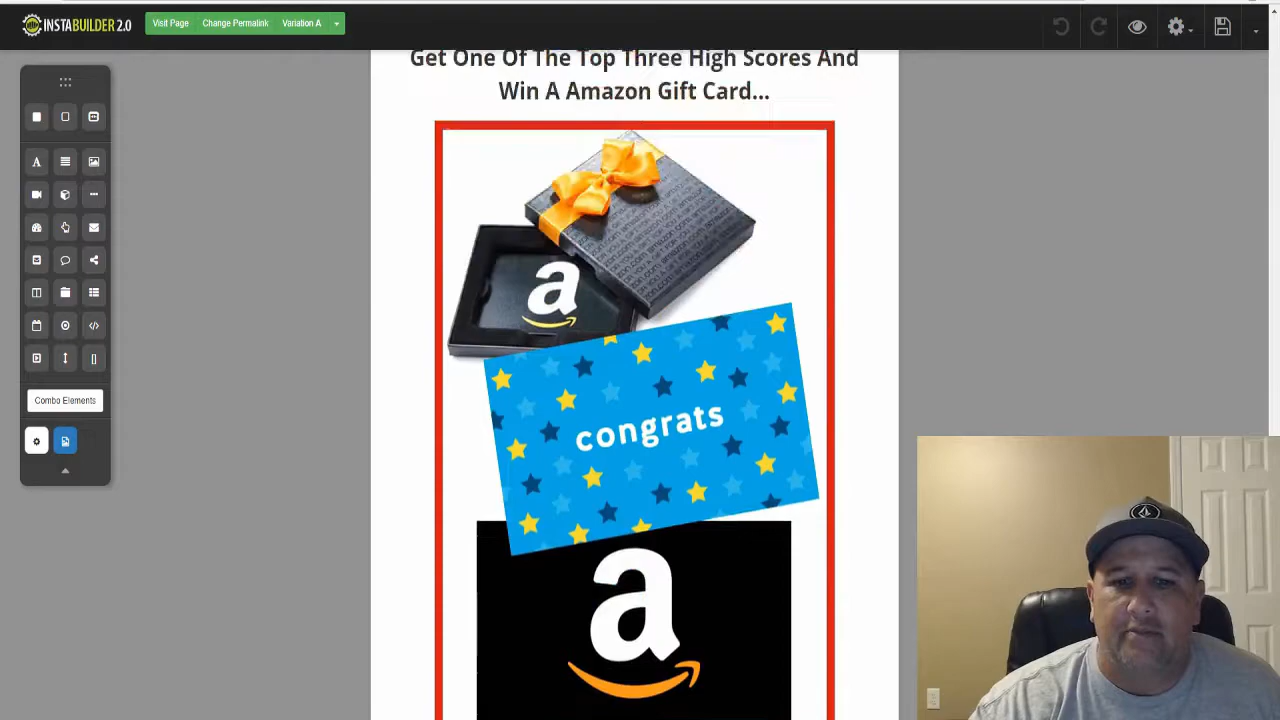 INSTABUILDER 2.0
Visit Page Change Permalink Variation A
Get One Of The Top Three High Scores And
Win A Amazon Gift Card...
a
congrats
a
Combo Elements